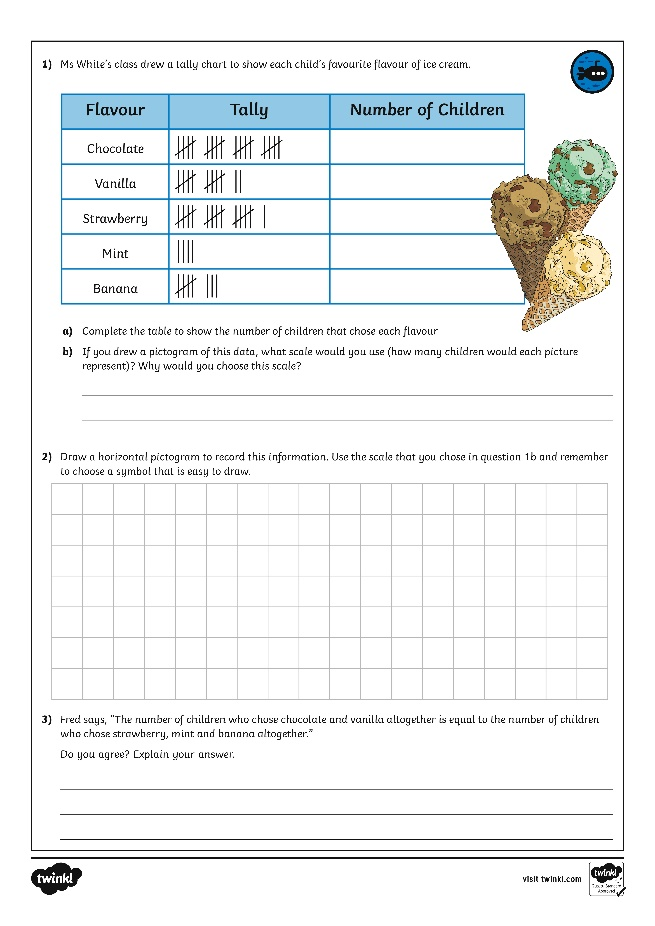 1) Ms White's class drew a tally chart to show each child's favourite flavour of ice cream.
Flavour Tally Number of Children
Chocolate
Vanilla
Strawberry
Mint
Banana
a) Complete the table to show the number of children that chose each flavour
b) If you drew a pictogram of this data, what scale would you use (how many children would each picture
represent)? Why would you choose this scale?
2) Draw a horizontal pictogram to record this information. Use the scale that you chose in question 1b and remember
to choose a symbol that is easy to draw.
3) Fred says, "The number of children who chose chocolate and vanilla altogether is equal to the number of children
who chose strawberry, mint and banana altogether."
Do you agree? Explain your answer.
twinkl
visit twinkl.com
twinkl
Approved